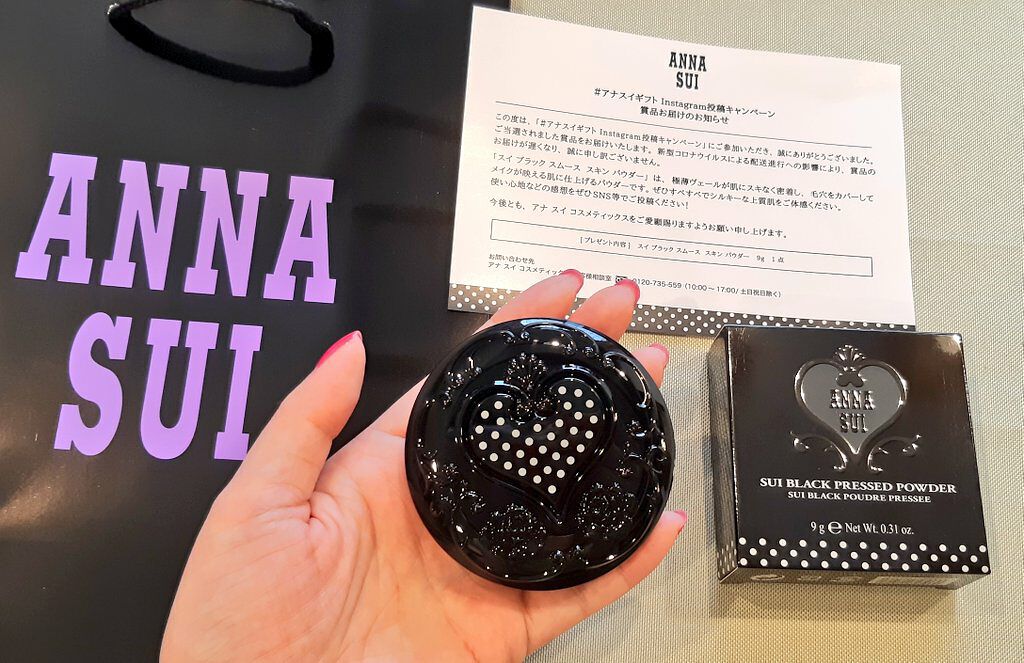 ANNA
SUI
ANNA
SUI
#アナスイギフト Instagram投稿キャンペーン
賞品お届けのお知らせ
この度は、「#アナスイギフト Instagram投稿キャンペーン」にご参加いただき、誠にありがとうございました。
ご当選されました賞品をお届けいたします。新型コロナウイルスによる配送進行への影響により、賞品の
お届けが遅くなり、誠に申し訳ございません。
「スイ ブラック スムース スキン パウダー」は、極薄ヴェールが肌にスキなく密着し、毛穴をカバーして
メイクが映える肌に仕上げるパウダーです。ぜひすべすべでシルキーな上質肌をご体感ください。
使い心地などの感想をぜひSNS等でご投稿ください!
今後とも、アナ スイ コスメティックスをご愛顧賜りますようお願い申し上げます。
[プレゼント内容] スイ ブラック スムース スキン パウダー 9g 1点
お問い合わせ先
アナ スイ コスメティック 様相談室 0120-735-559(10:00~17:00/土日祝日除く)
ANNA
SUI
SUI BLACK PRESSED POWDER
SUI BLACK POUDRE PRESSEE
9 g ℮ Net Wt. 0.31 oz.